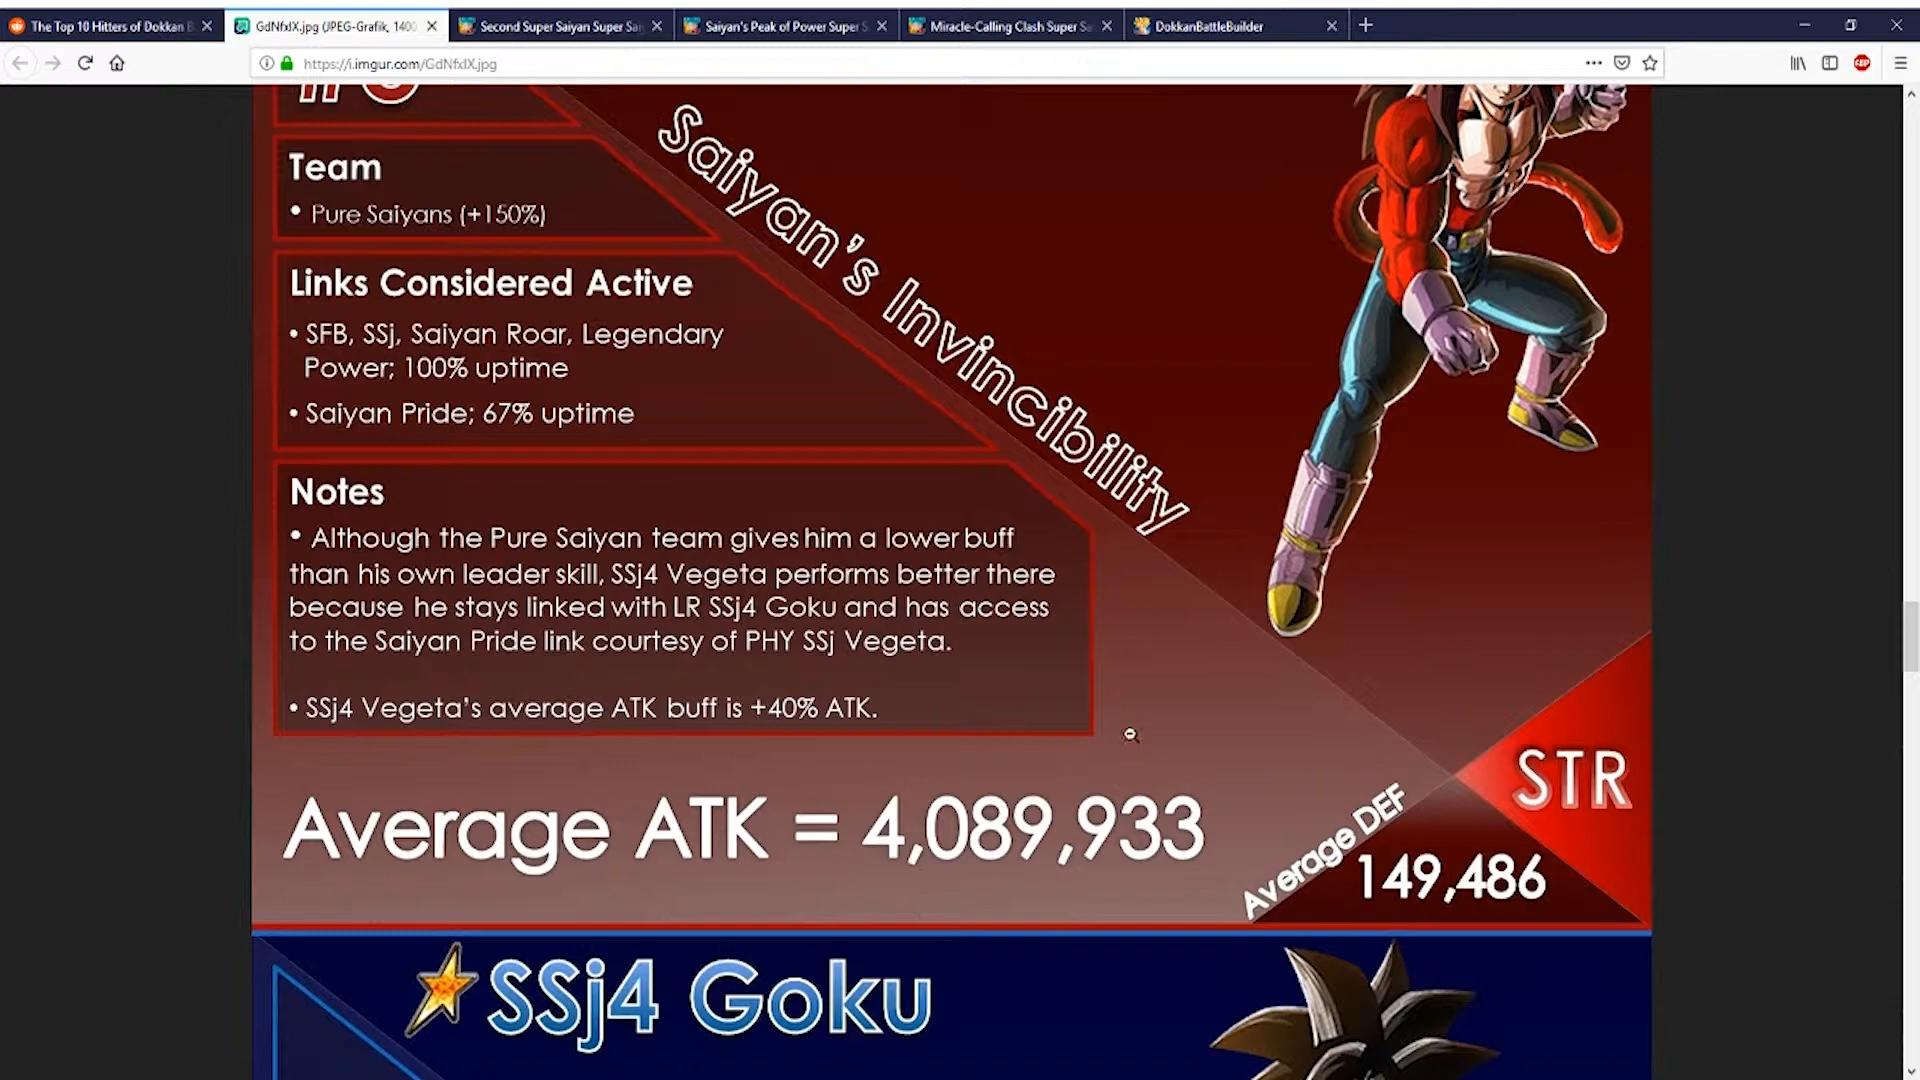 The Top 10 Hitters of Dokkan B
GdNfxIX.jpg (JPEG-Grafik, 1400
Second Super Saiyan Super Sai
Saiyan's Peak of Power Super S
Miracle-Calling Clash Super Sa
DokkanBattleBuilder
https://i.imgur.com/GdNfxIX.jpg
ABP
Team
• Pure Saiyans (+150%)
Links Considered Active
• SFB, SSj, Saiyan Roar, Legendary
Power; 100% uptime
• Saiyan Pride; 67% uptime
Saiyan's Invincibility
Notes
• Although the Pure Saiyan team gives him a lower buff
than his own leader skill, SSj4 Vegeta performs better there
because he stays linked with LR SSj4 Goku and has access
to the Saiyan Pride link courtesy of PHY SSj Vegeta.
• SSj4 Vegeta's average ATK buff is +40% ATK.
Average ATK = 4,089,933
STR
Average DEF
149,486
SSj4 Goku